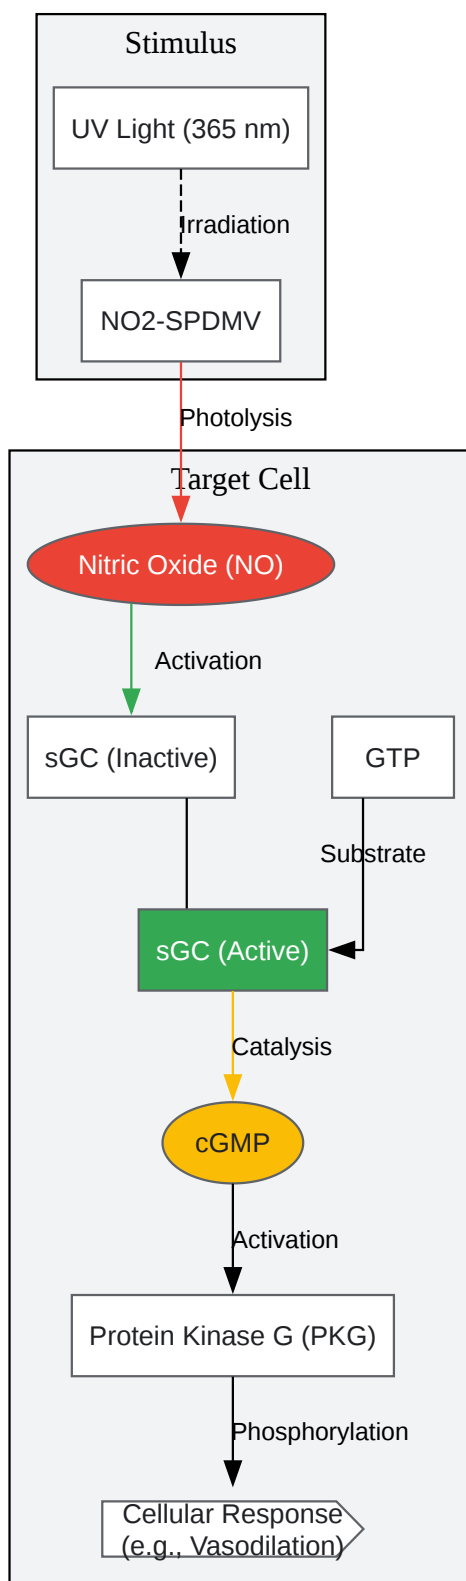 Stimulus
UV Light (365 nm)
Irradiation
NO2-SPDMV
Photolysis
Target Cell
Nitric Oxide (NO)
Activation
sGC (Inactive)
GTP
Substrate
sGC (Active)
Catalysis
cGMP
Activation
Protein Kinase G (PKG)
Phosphorylation
Cellular Response
(e.g., Vasodilation)